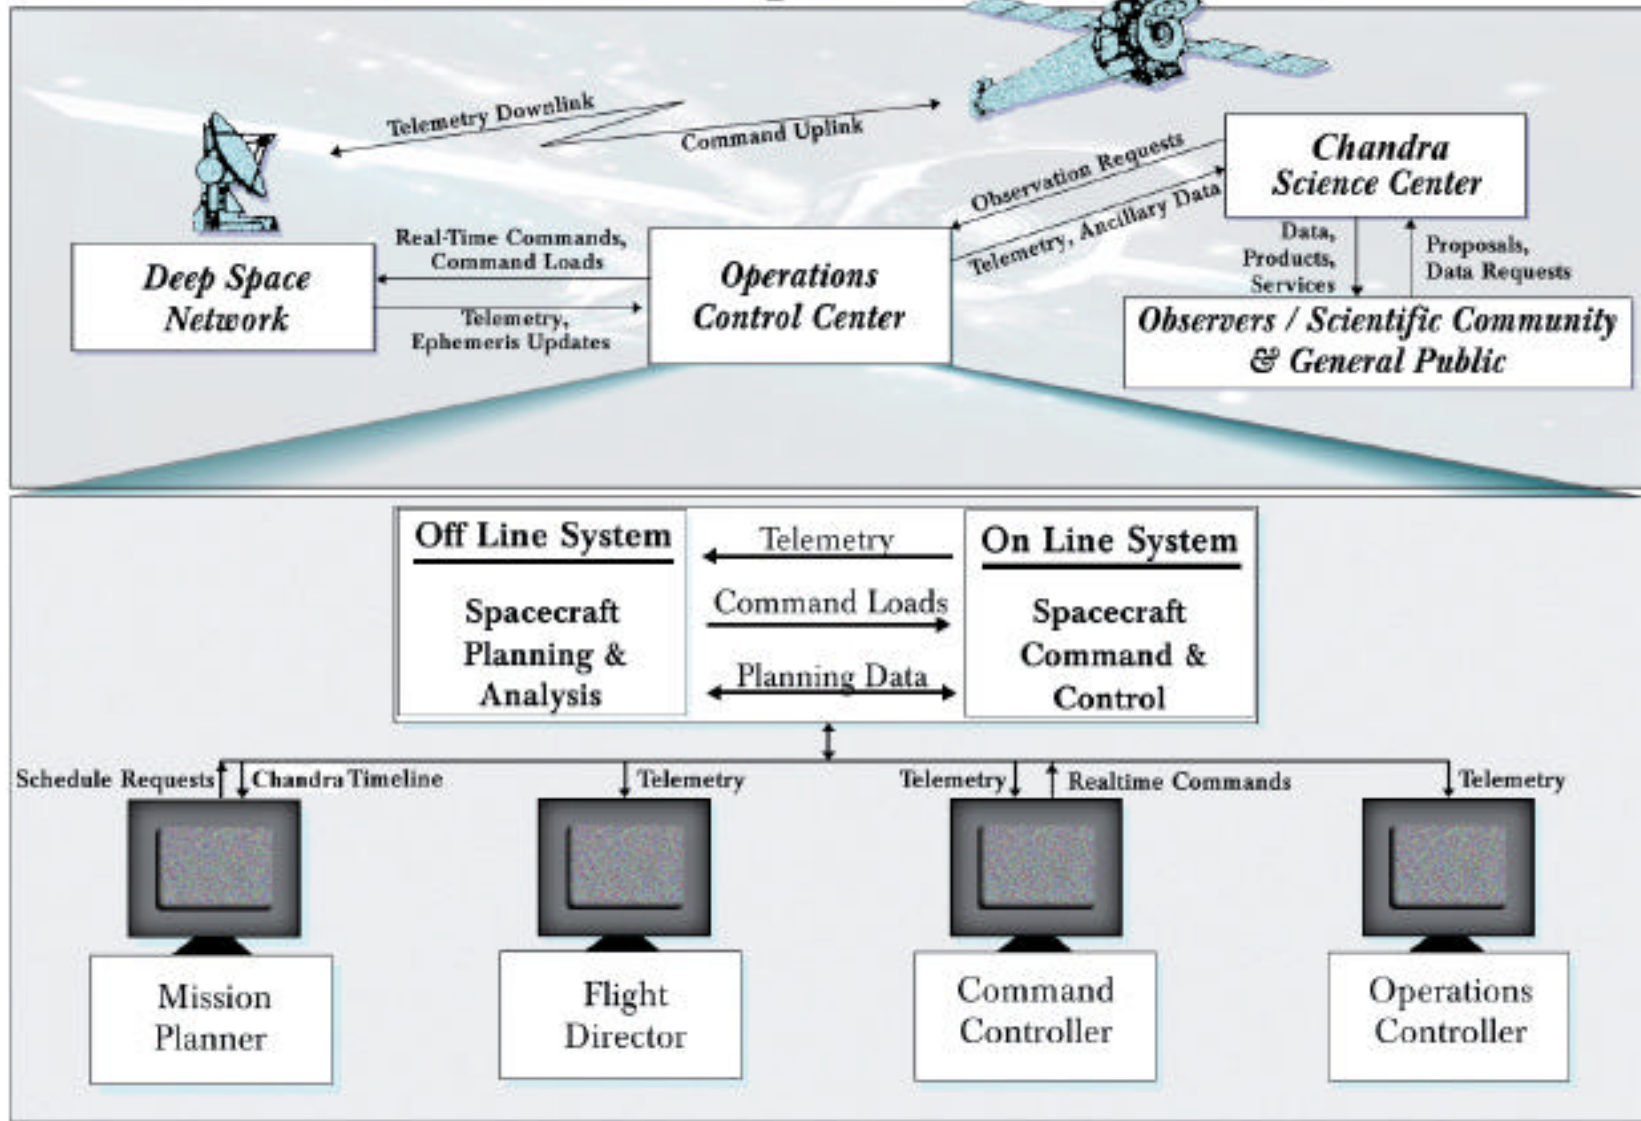 Telemetry Downlink
Command Uplink
Observation Requests
Telemetry, Ancillary Data
Chandra
Science Center
Real-Time Commands,
Command Loads
Deep Space
Network
Telemetry,
Ephemeris Updates
Operations
Control Center
Data,
Products,
Services
Proposals,
Data Requests
Observers / Scientific Community
& General Public
Off Line System
Spacecraft
Planning &
Analysis
Telemetry
Command Loads
Planning Data
On Line System
Spacecraft
Command &
Control
Schedule Requests
Chandra Timeline
Telemetry
Telemetry
Realtime Commands
Telemetry
Mission
Planner
Flight
Director
Command
Controller
Operations
Controller